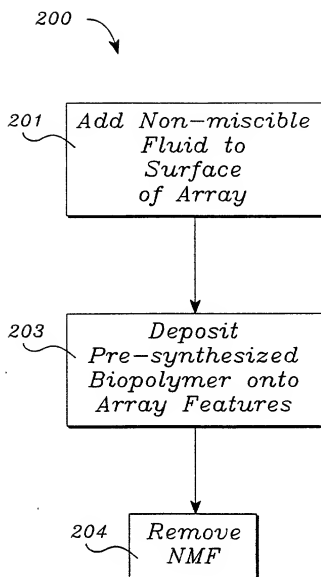 200
201
Add Non-miscible
Fluid to
Surface
of Array
203
Deposit
Pre-synthesized
Biopolymer onto
Array Features
204
Remove
NMF